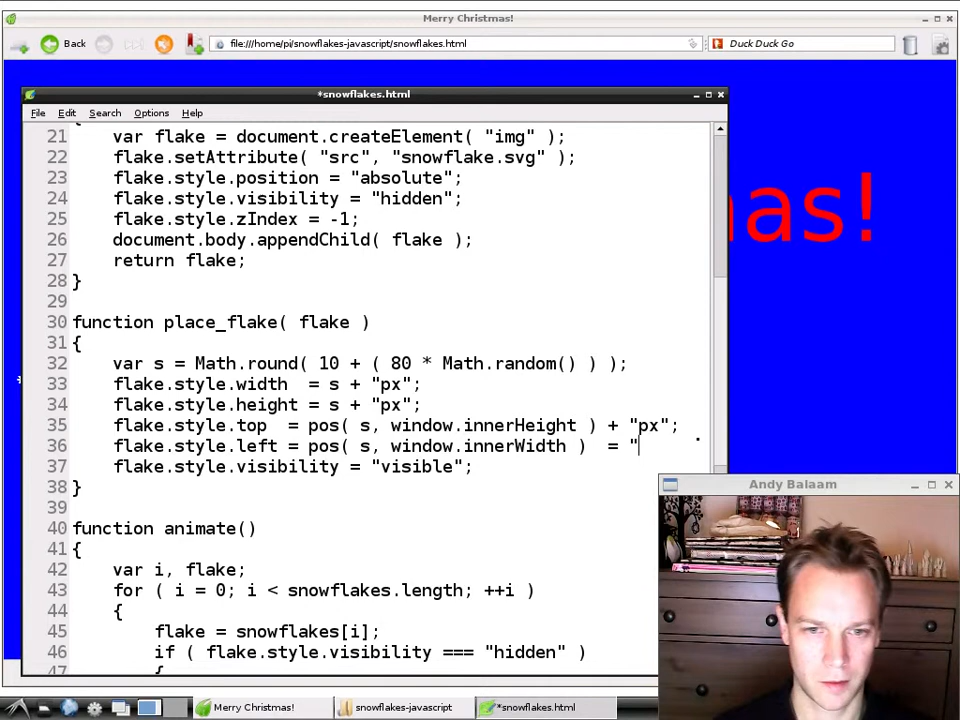 Merry Christmas!
Back
file:///home/pi/snowflakes-javascript/snowflakes.html
Duck Duck Go
mas!
*snowflakes.html
File Edit Search Options Help
21 var flake = document.createElement( "img" );
22 flake.setAttribute( "src", "snowflake.svg" );
23 flake.style.position = "absolute";
24 flake.style.visibility = "hidden";
25 flake.style.zIndex = -1;
26 document.body.appendChild( flake );
27 return flake;
28 }
29
30 function place_flake( flake )
31 {
32 var s = Math.round( 10 + ( 80 * Math.random() ) );
33 flake.style.width  = s + "px";
34 flake.style.height = s + "px";
35 flake.style.top  = pos( s, window.innerHeight ) + "px";
36 flake.style.left = pos( s, window.innerWidth )  = "
37 flake.style.visibility = "visible";
38 }
39
40 function animate()
41 {
42 var i, flake;
43 for ( i = 0; i < snowflakes.length; ++i )
44 {
45 flake = snowflakes[i];
46 if ( flake.style.visibility === "hidden" )
47 {
Andy Balaam
Merry Christmas!
snowflakes-javascript
*snowflakes.html